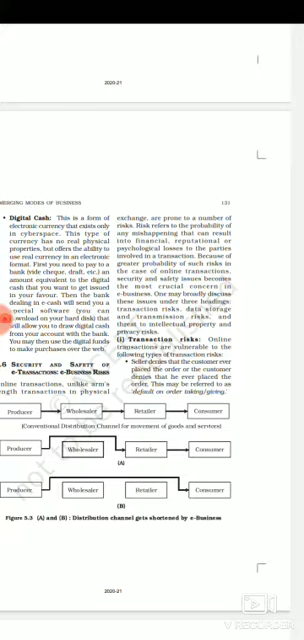 2020-21
MERGING MODES OF BUSINESS 131
• Digital Cash: This is a form of
electronic currency that exists only
in cyberspace. This type of
currency has no real physical
properties, but offers the ability to
use real currency in an electronic
format. First you need to pay to a
bank (vide cheque, draft, etc.) an
amount equivalent to the digital
cash that you want to get issued
in your favour. Then the bank
dealing in e-cash will send you a
special software (you can
download on your hard disk) that
will allow you to draw digital cash
from your account with the bank.
You may then use the digital funds
to make purchases over the web.
.6 SECURITY AND SAFETY OF
E-TRANSACTIONS: E-BUSINESS RISKS
nline transactions, unlike arm's
ength transactions in physical
exchange, are prone to a number of
risks. Risk refers to the probability of
any mishappening that can result
into financial, reputational or
psychological losses to the parties
involved in a transaction. Because of
greater probability of such risks in
the case of online transactions,
security and safety issues becomes
the most crucial concern of
e-business. One may broadly discuss
these issues under three headings:
transaction risks, data storage
and transmission risks, and
threat to intellectual property and
privacy risks.
(i) Transaction risks: Online
transactions are vulnerable to the
following types of transaction risks:
• Seller denies that the customer ever
placed the order or the customer
denies that he ever placed the
order. This may be referred to as
'default on order taking/giving.'
Producer Wholesaler Retailer Consumer
(Conventional Distribution Channel for movement of goods and services)
Producer Wholesaler Retailer Consumer
(A)
Producer Wholesaler Retailer Consumer
(B)
Figure 5.3 (A) and (B) : Distribution channel gets shortened by e-Business
2020-21
not to be republished
V RECORDER